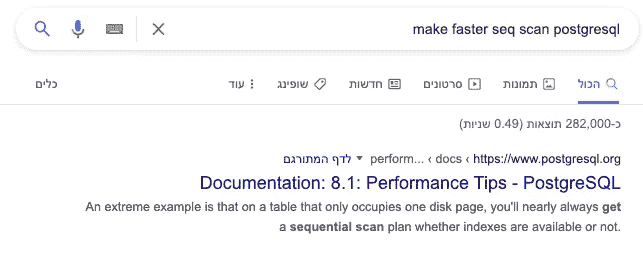 make faster seq scan postgresql
הכול תמונות סרטונים חדשות שופינג עוד כלים
כ-282,000 תוצאות (0.49 שניות)
https://www.postgresql.org › docs › perform... לדף המתורגם
Documentation: 8.1: Performance Tips - PostgreSQL
An extreme example is that on a table that only occupies one disk page, you'll nearly always get
a sequential scan plan whether indexes are available or not.